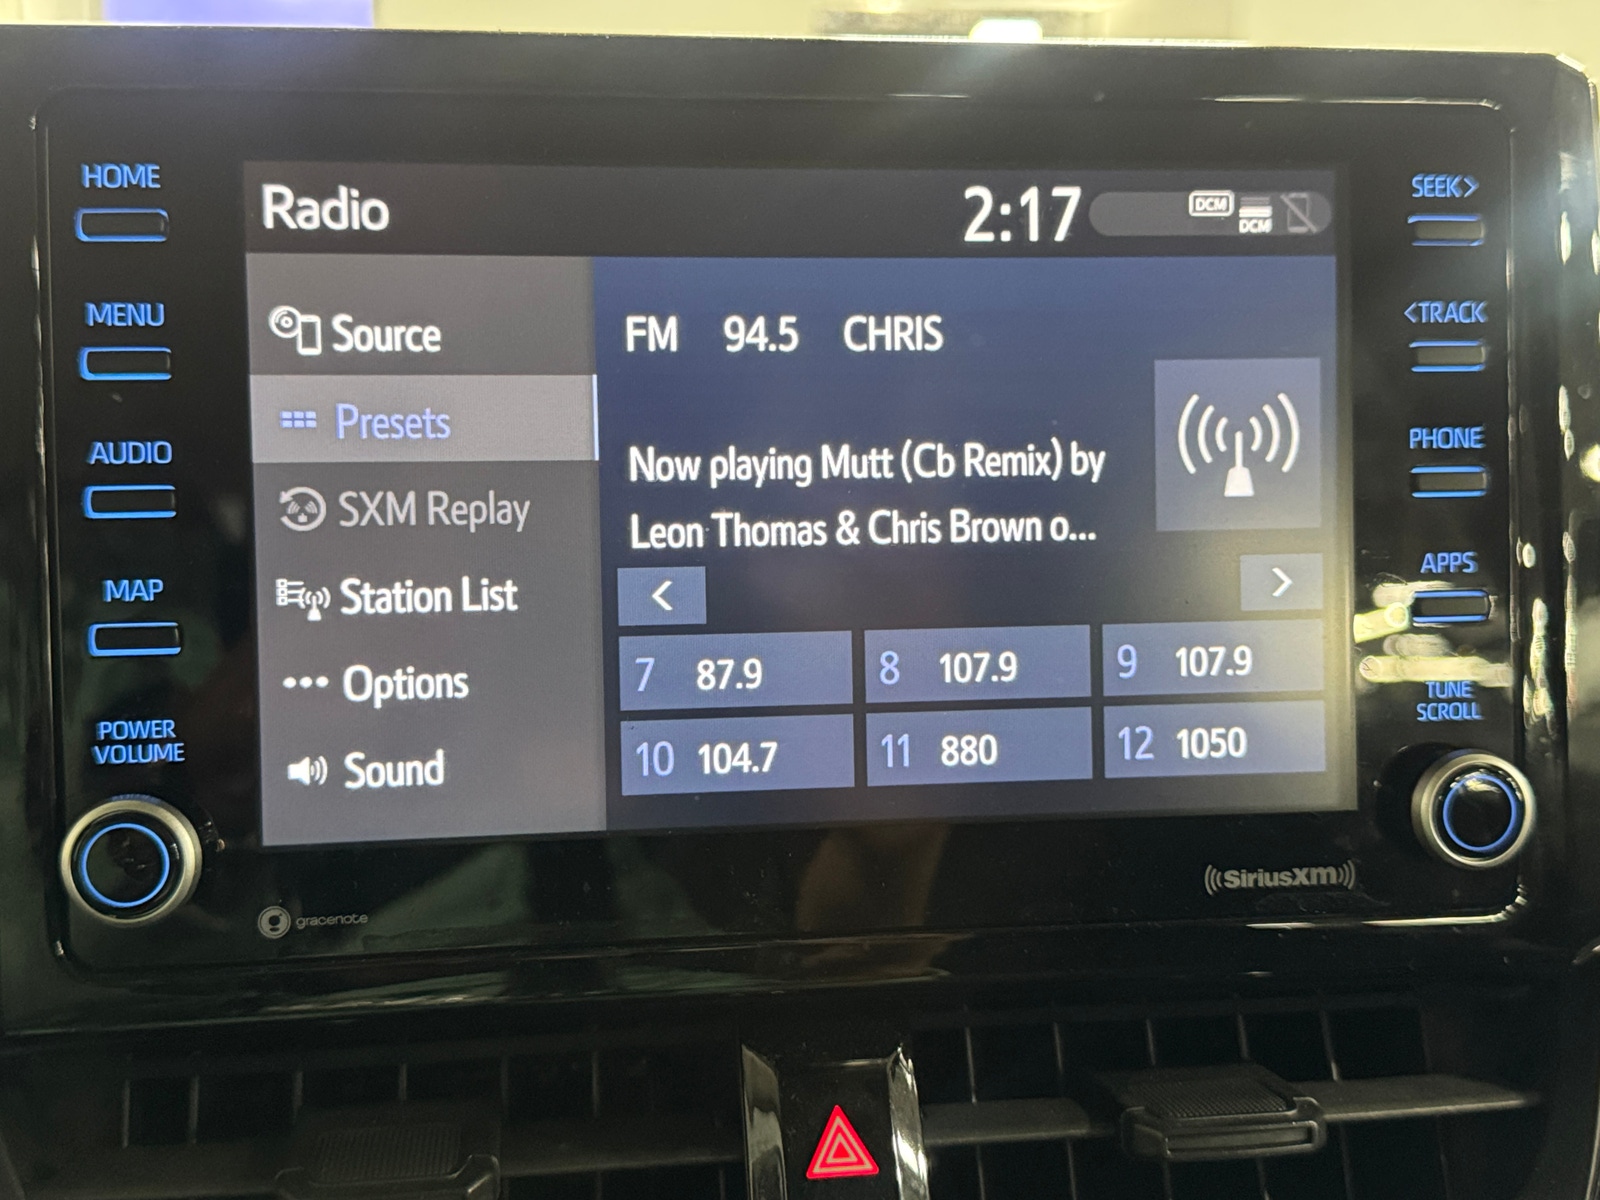 HOME
MENU
AUDIO
MAP
POWER
VOLUME
Radio
2:17
DCM
DCM
Source
Presets
SXM Replay
Station List
Options
Sound
FM 94.5 CHRIS
Now playing Mutt (Cb Remix) by
Leon Thomas & Chris Brown o...
<
>
7 87.9
8 107.9
9 107.9
10 104.7
11 880
12 1050
SEEK>
<TRACK
PHONE
APPS
TUNE
SCROLL
gracenote
((SiriusXM))